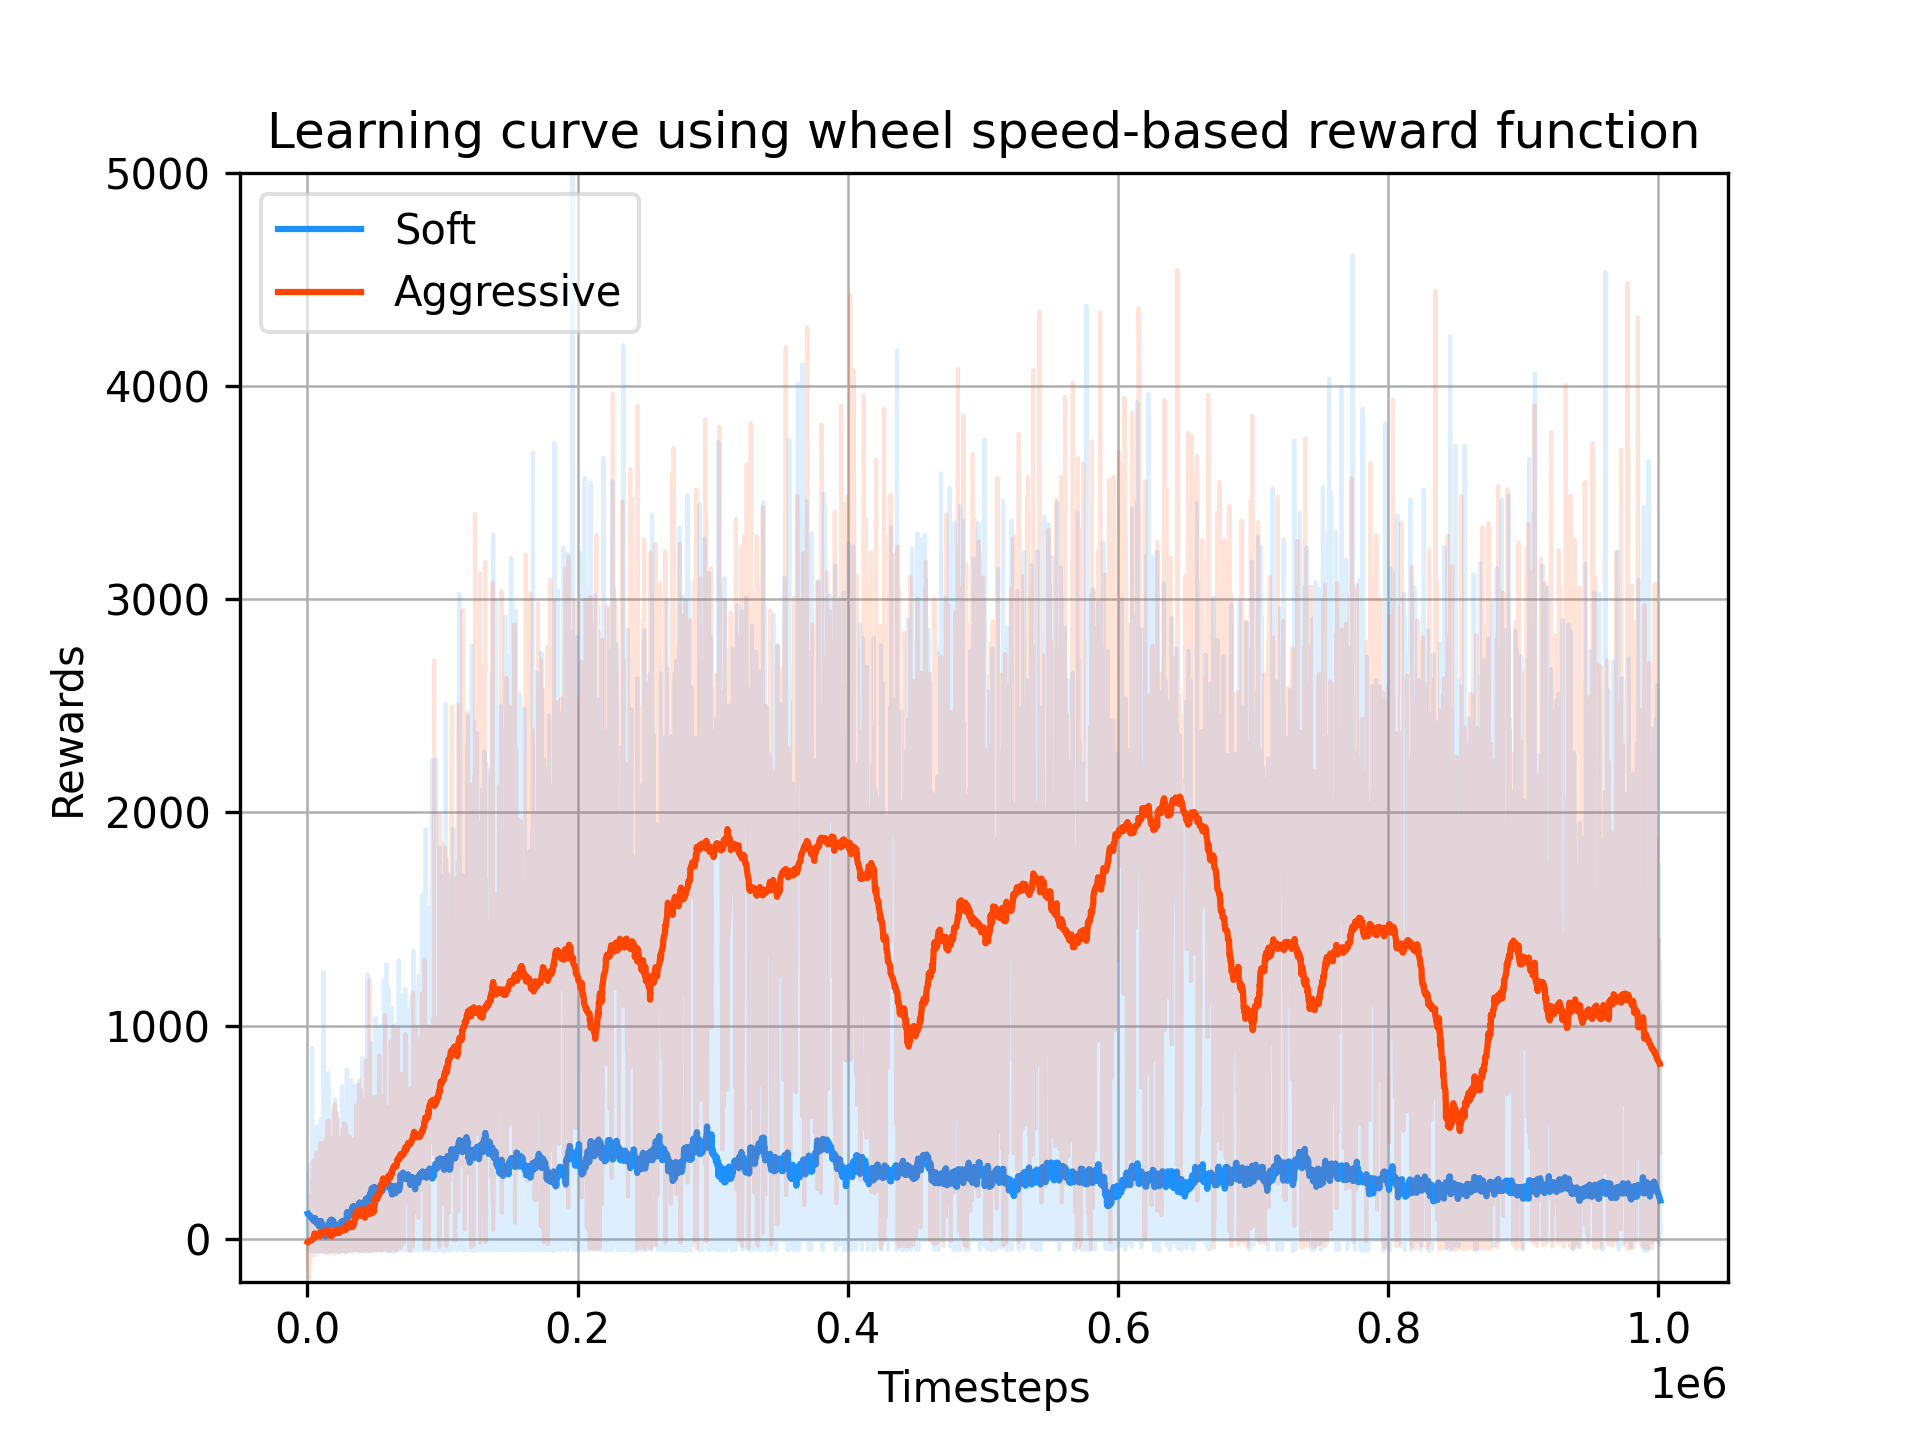 Learning curve using wheel speed-based reward function
5000
4000
3000
2000
1000
0
Rewards
Soft
Aggressive
0.0 0.2 0.4 0.6 0.8 1.0
1e6
Timesteps